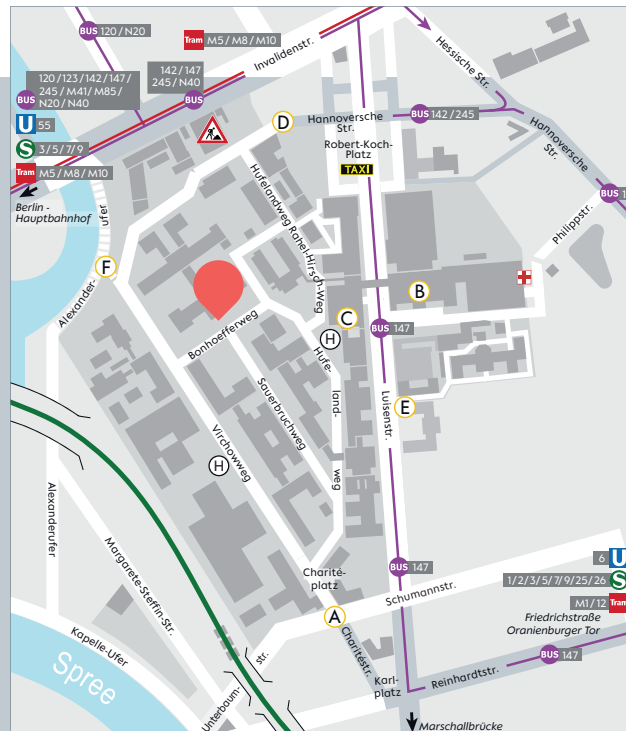 BUS 120 / N20
Tram M5 / M8 / M10
Invalidenstr.
120 / 123 / 142 / 147 /
245 / M41/ M85 /
N20 / N40
BUS
142 / 147
245 / N40
BUS
U 55
S 3/5/7/9
Tram M5 / M8 / M10
Berlin -
Hauptbahnhof
Hessische Str.
D
Hannoversche
Str.
BUS 142 / 245
Robert-Koch-
Platz
TAXI
Hannoversche
Str.
BUS 1
Philippstr.
Hufelandweg
Rahel-Hirsch-Weg
ufer
Alexander-
F
B
C
H
BUS 147
Bonhoefferweg
Hufe-
land-
weg
Sauerbruchweg
E
Luisenstr.
Virchowweg
H
Alexanderufer
Margarete-Steffin-Str.
Charité-
platz
BUS 147
6 U
1/2/3/5/7/9/25/26 S
M1/12 Tram
Schumannstr.
A
Friedrichstraße
Oranienburger Tor
Charitéstr.
BUS 147
Kapelle-Ufer
Spree
Unterbaum-
str.
Karl-
platz
Reinhardtstr.
Marschallbrücke